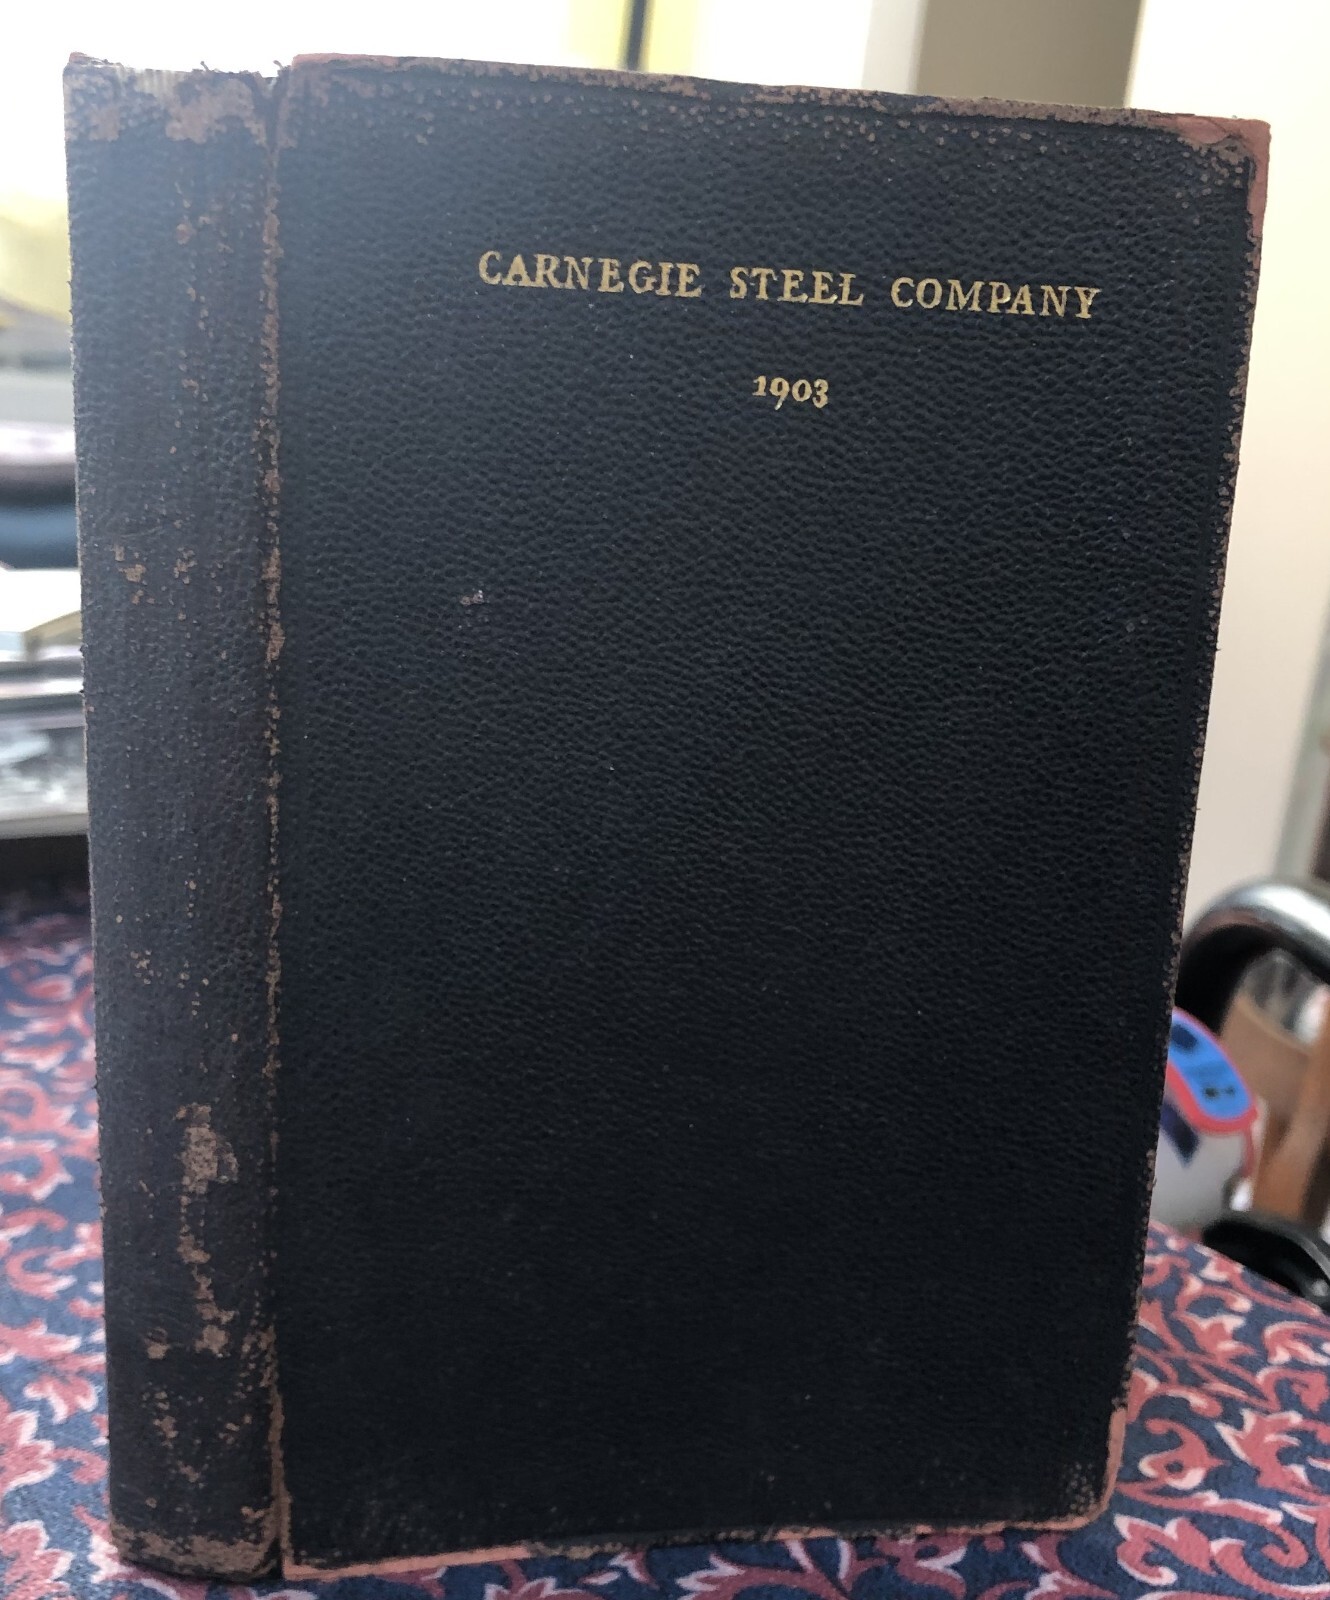 CARNEGIE STEEL COMPANY
1903